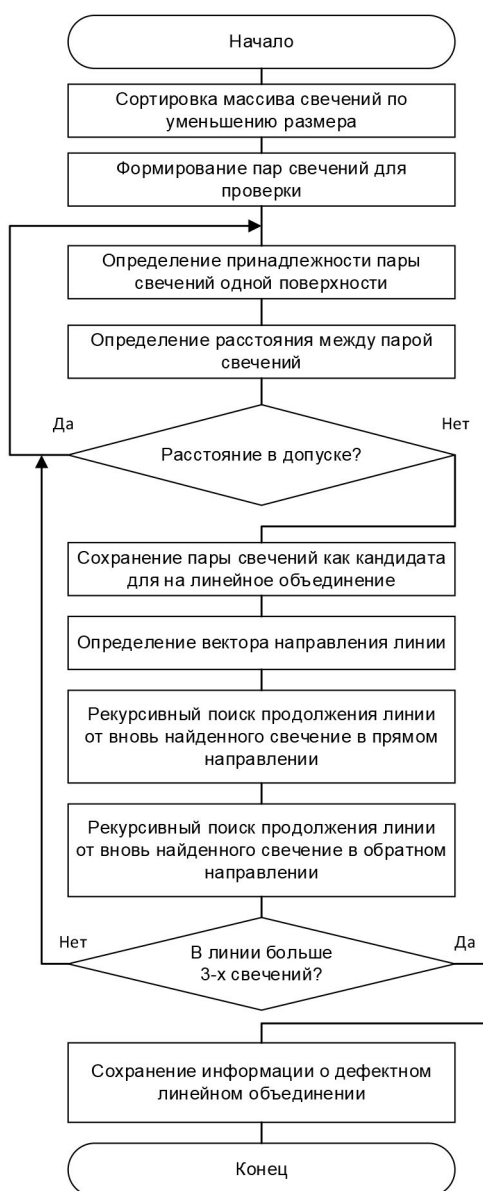 Начало
Сортировка массива свечений по
уменьшению размера
Формирование пар свечений для
проверки
Определение принадлежности пары
свечений одной поверхности
Определение расстояния между парой
свечений
Да
Нет
Расстояние в допуске?
Сохранение пары свечений как кандидата
для на линейное объединение
Определение вектора направления линии
Рекурсивный поиск продолжения линии
от вновь найденного свечение в прямом
направлении
Рекурсивный поиск продолжения линии
от вновь найденного свечение в обратном
направлении
Нет
Да
В линии больше
3-х свечений?
Сохранение информации о дефектном
линейном объединении
Конец